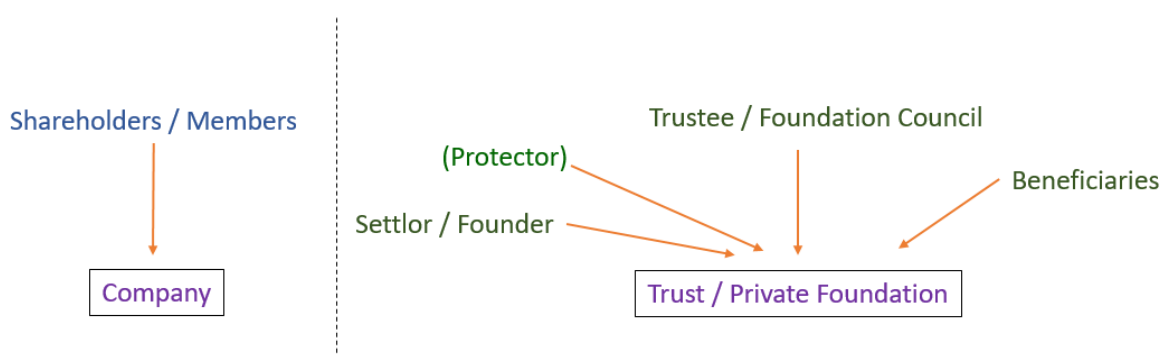 Shareholders / Members
Company
Trustee / Foundation Council
(Protector)
Beneficiaries
Settlor / Founder
Trust / Private Foundation